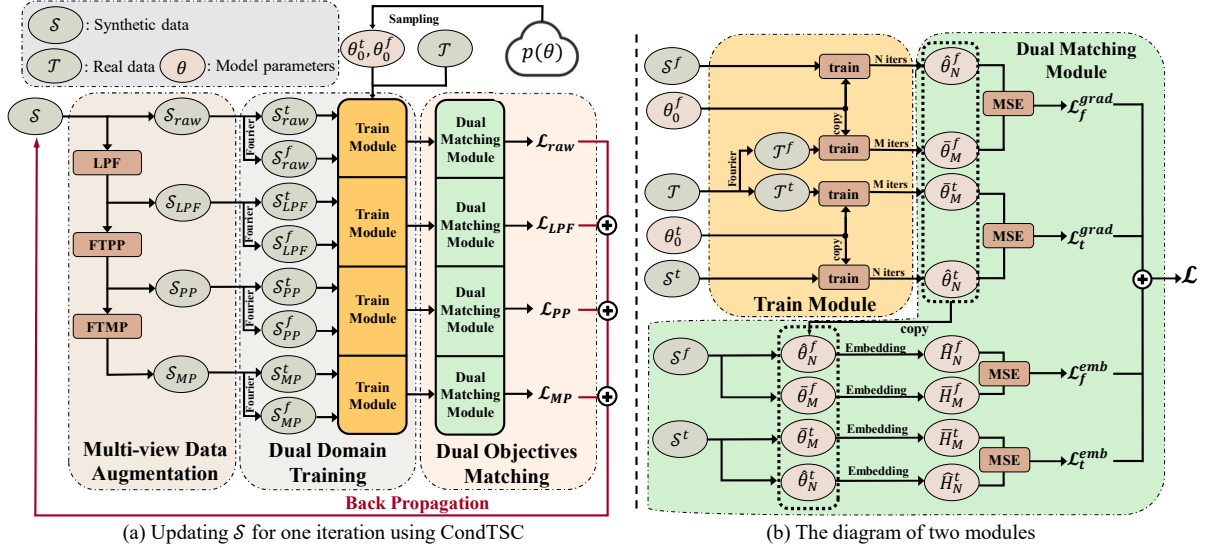 𝒮 : Synthetic data
𝒯 : Real data θ : Model parameters
Sampling
θ₀ᵗ, θ₀ᶠ
𝒯
p(θ)
𝒮
LPF
FTPP
FTMP
𝒮_raw
𝒮_LPF
𝒮_PP
𝒮_MP
Multi-view Data
Augmentation
Fourier
𝒮ᵗ_raw
𝒮ᶠ_raw
Fourier
𝒮ᵗ_LPF
𝒮ᶠ_LPF
Fourier
𝒮ᵗ_PP
𝒮ᶠ_PP
Fourier
𝒮ᵗ_MP
𝒮ᶠ_MP
Train
Module
Train
Module
Train
Module
Train
Module
Dual Domain
Training
Dual
Matching
Module
Dual
Matching
Module
Dual
Matching
Module
Dual
Matching
Module
ℒ_raw
ℒ_LPF
ℒ_PP
ℒ_MP
Dual Objectives
Matching
Back Propagation
(a) Updating 𝒮 for one iteration using CondTSC
𝒮ᶠ
θ₀ᶠ
𝒯
θ₀ᵗ
𝒮ᵗ
Fourier
𝒯ᶠ
𝒯ᵗ
train
copy
train
train
copy
train
N iters
M iters
M iters
N iters
Train Module
θ̂ᶠ_N
θ̄ᶠ_M
θ̄ᵗ_M
θ̂ᵗ_N
Dual Matching
Module
MSE
MSE
ℒ_f^grad
ℒ_t^grad
ℒ
copy
𝒮ᶠ
𝒮ᵗ
θ̂ᶠ_N
θ̄ᶠ_M
θ̄ᵗ_M
θ̂ᵗ_N
Embedding
Embedding
Embedding
Embedding
Ĥᶠ_N
H̄ᶠ_M
H̄ᵗ_M
Ĥᵗ_N
MSE
MSE
ℒ_f^emb
ℒ_t^emb
(b) The diagram of two modules